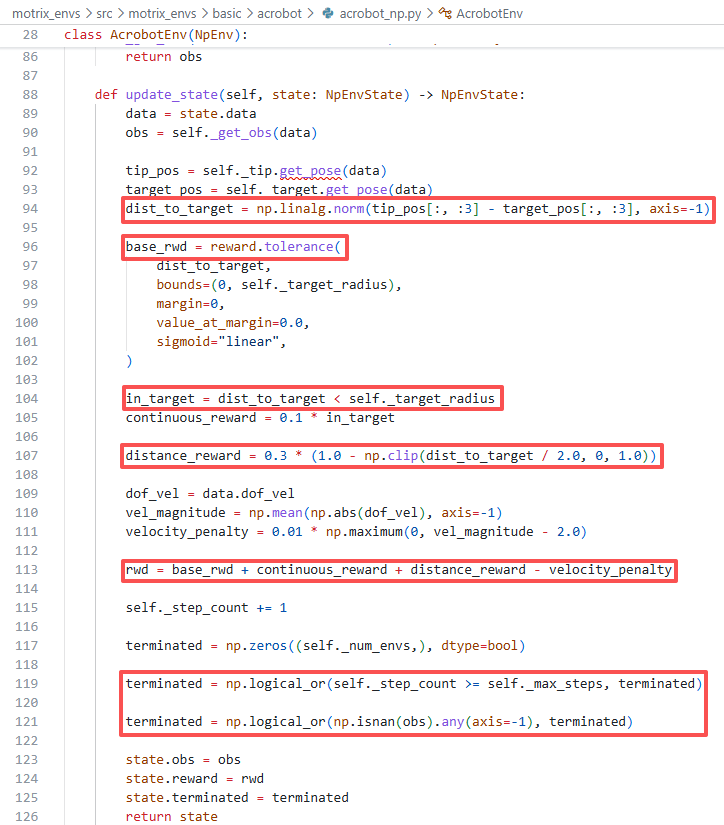 motrix_envs > src > motrix_envs > basic > acrobot > acrobot_np.py > AcrobotEnv
28 class AcrobotEnv(NpEnv):
86 return obs
87
88 def update_state(self, state: NpEnvState) -> NpEnvState:
89 data = state.data
90 obs = self._get_obs(data)
91
92 tip_pos = self._tip.get_pose(data)
93 target_pos = self._target.get_pose(data)
94 dist_to_target = np.linalg.norm(tip_pos[:, :3] - target_pos[:, :3], axis=-1)
95
96 base_rwd = reward.tolerance(
97 dist_to_target,
98 bounds=(0, self._target_radius),
99 margin=0,
100 value_at_margin=0.0,
101 sigmoid="linear",
102 )
103
104 in_target = dist_to_target < self._target_radius
105 continuous_reward = 0.1 * in_target
106
107 distance_reward = 0.3 * (1.0 - np.clip(dist_to_target / 2.0, 0, 1.0))
108
109 dof_vel = data.dof_vel
110 vel_magnitude = np.mean(np.abs(dof_vel), axis=-1)
111 velocity_penalty = 0.01 * np.maximum(0, vel_magnitude - 2.0)
112
113 rwd = base_rwd + continuous_reward + distance_reward - velocity_penalty
114
115 self._step_count += 1
116
117 terminated = np.zeros((self._num_envs,), dtype=bool)
118
119 terminated = np.logical_or(self._step_count >= self._max_steps, terminated)
120
121 terminated = np.logical_or(np.isnan(obs).any(axis=-1), terminated)
122
123 state.obs = obs
124 state.reward = rwd
125 state.terminated = terminated
126 return state